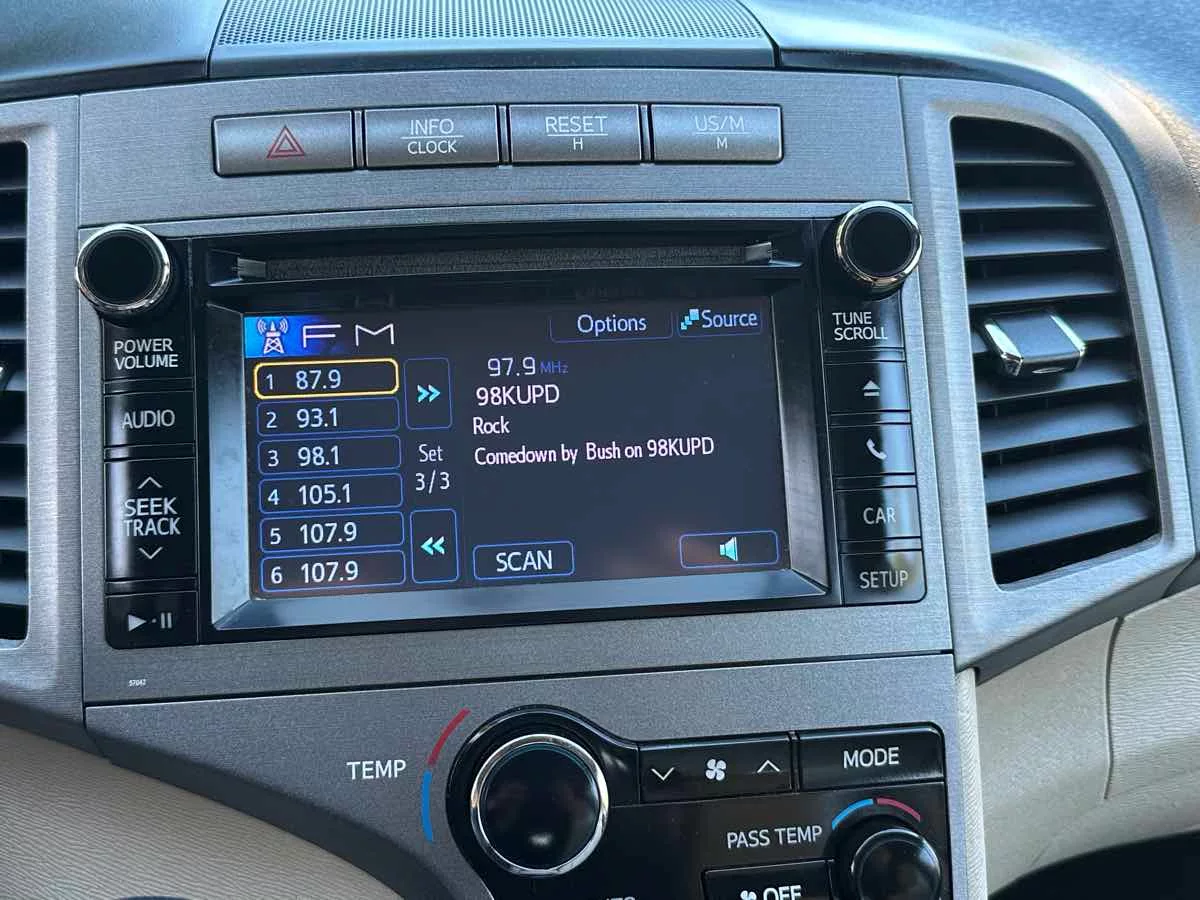 INFO
CLOCK
RESET
H
US/M
M
POWER
VOLUME
AUDIO
SEEK
TRACK
FM
Options
Source
1 87.9
2 93.1
3 98.1
4 105.1
5 107.9
6 107.9
Set
3/3
97.9 MHz
98KUPD
Rock
Comedown by Bush on 98KUPD
SCAN
TUNE
SCROLL
CAR
SETUP
57042
TEMP
MODE
PASS TEMP
OFF